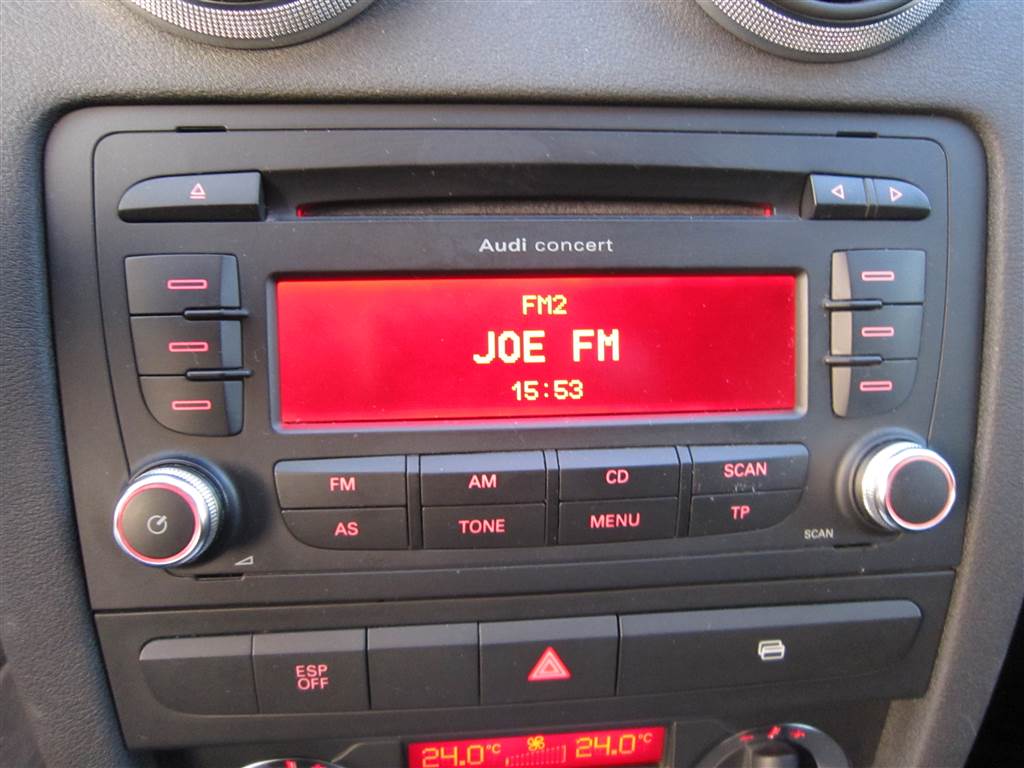 Audi concert
FM2
JOE FM
15:53
FM AM CD SCAN
AS TONE MENU TP
SCAN
ESP
OFF
24.0°C 24.0°C